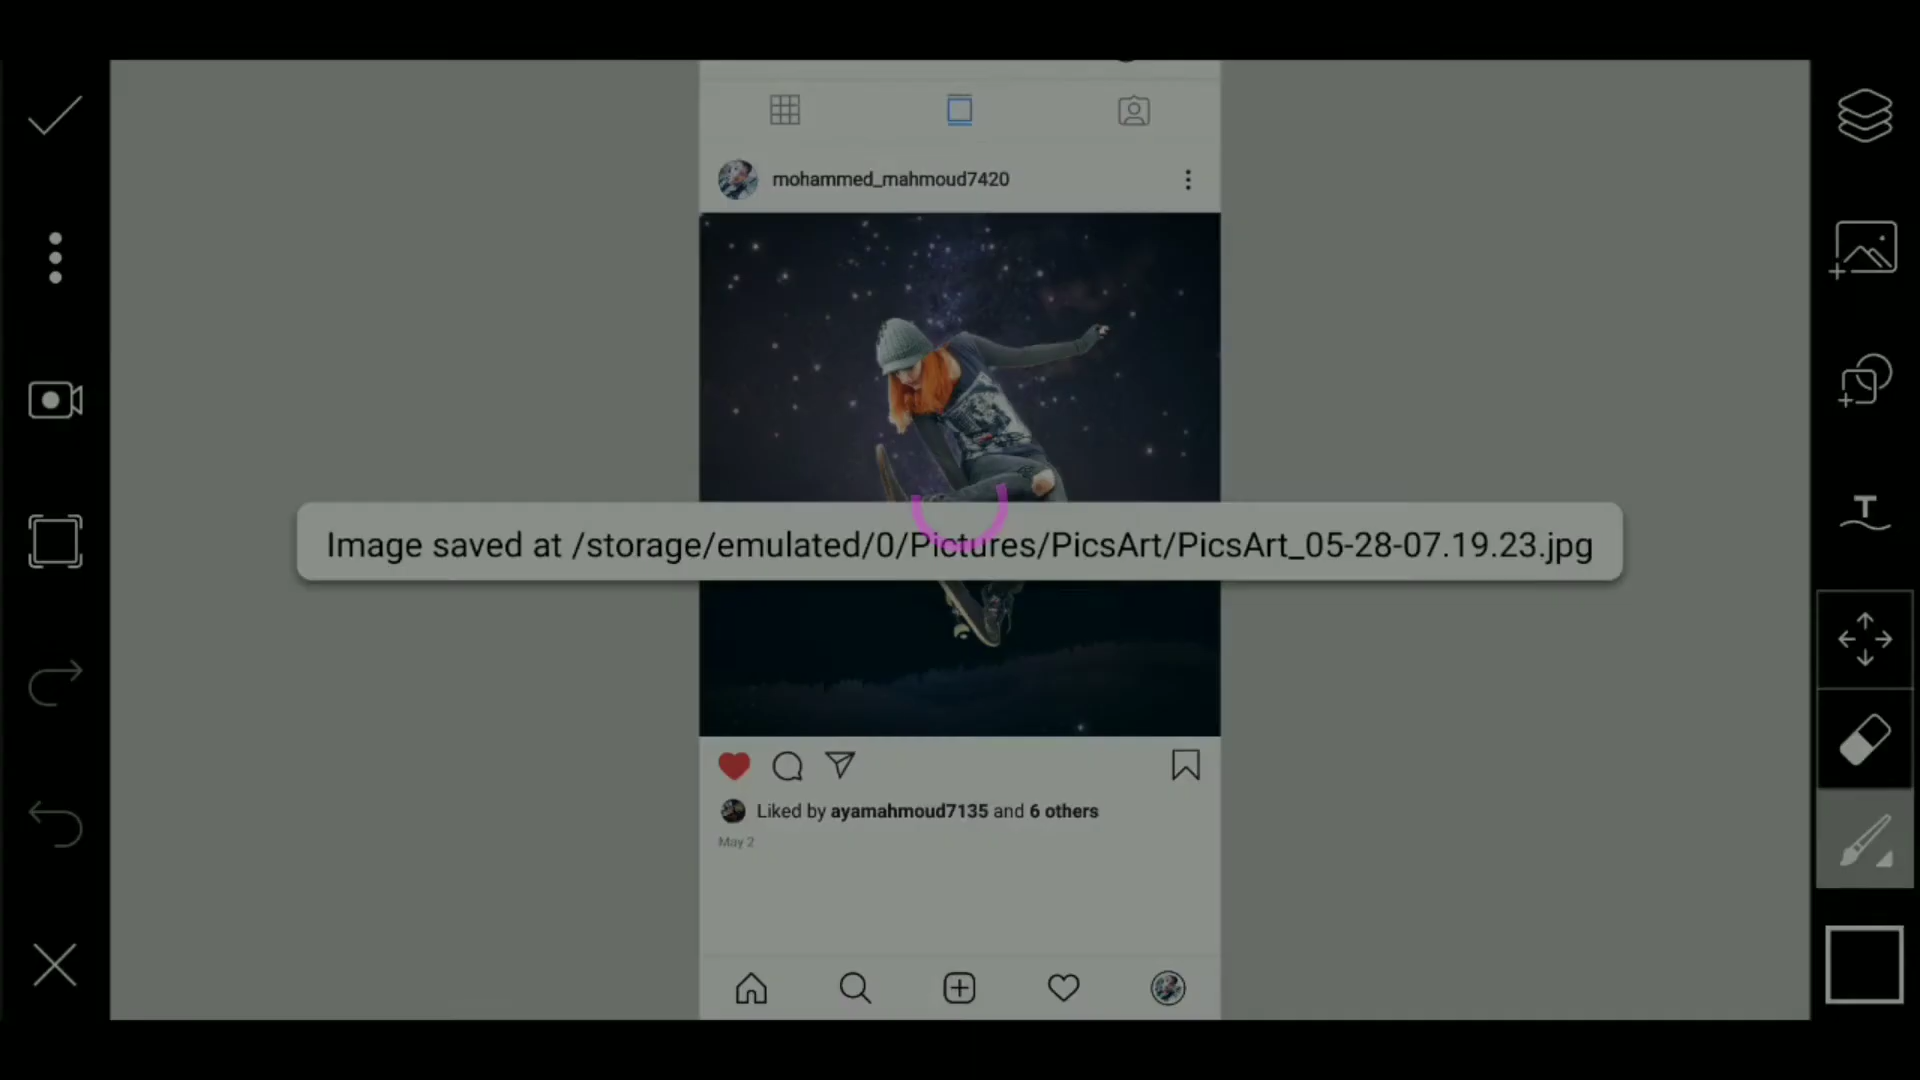 mohammed_mahmoud7420
T
Image saved at /storage/emulated/0/Pictures/PicsArt/PicsArt_05-28-07.19.23.jpg
Liked by ayamahmoud7135 and 6 others
May 2